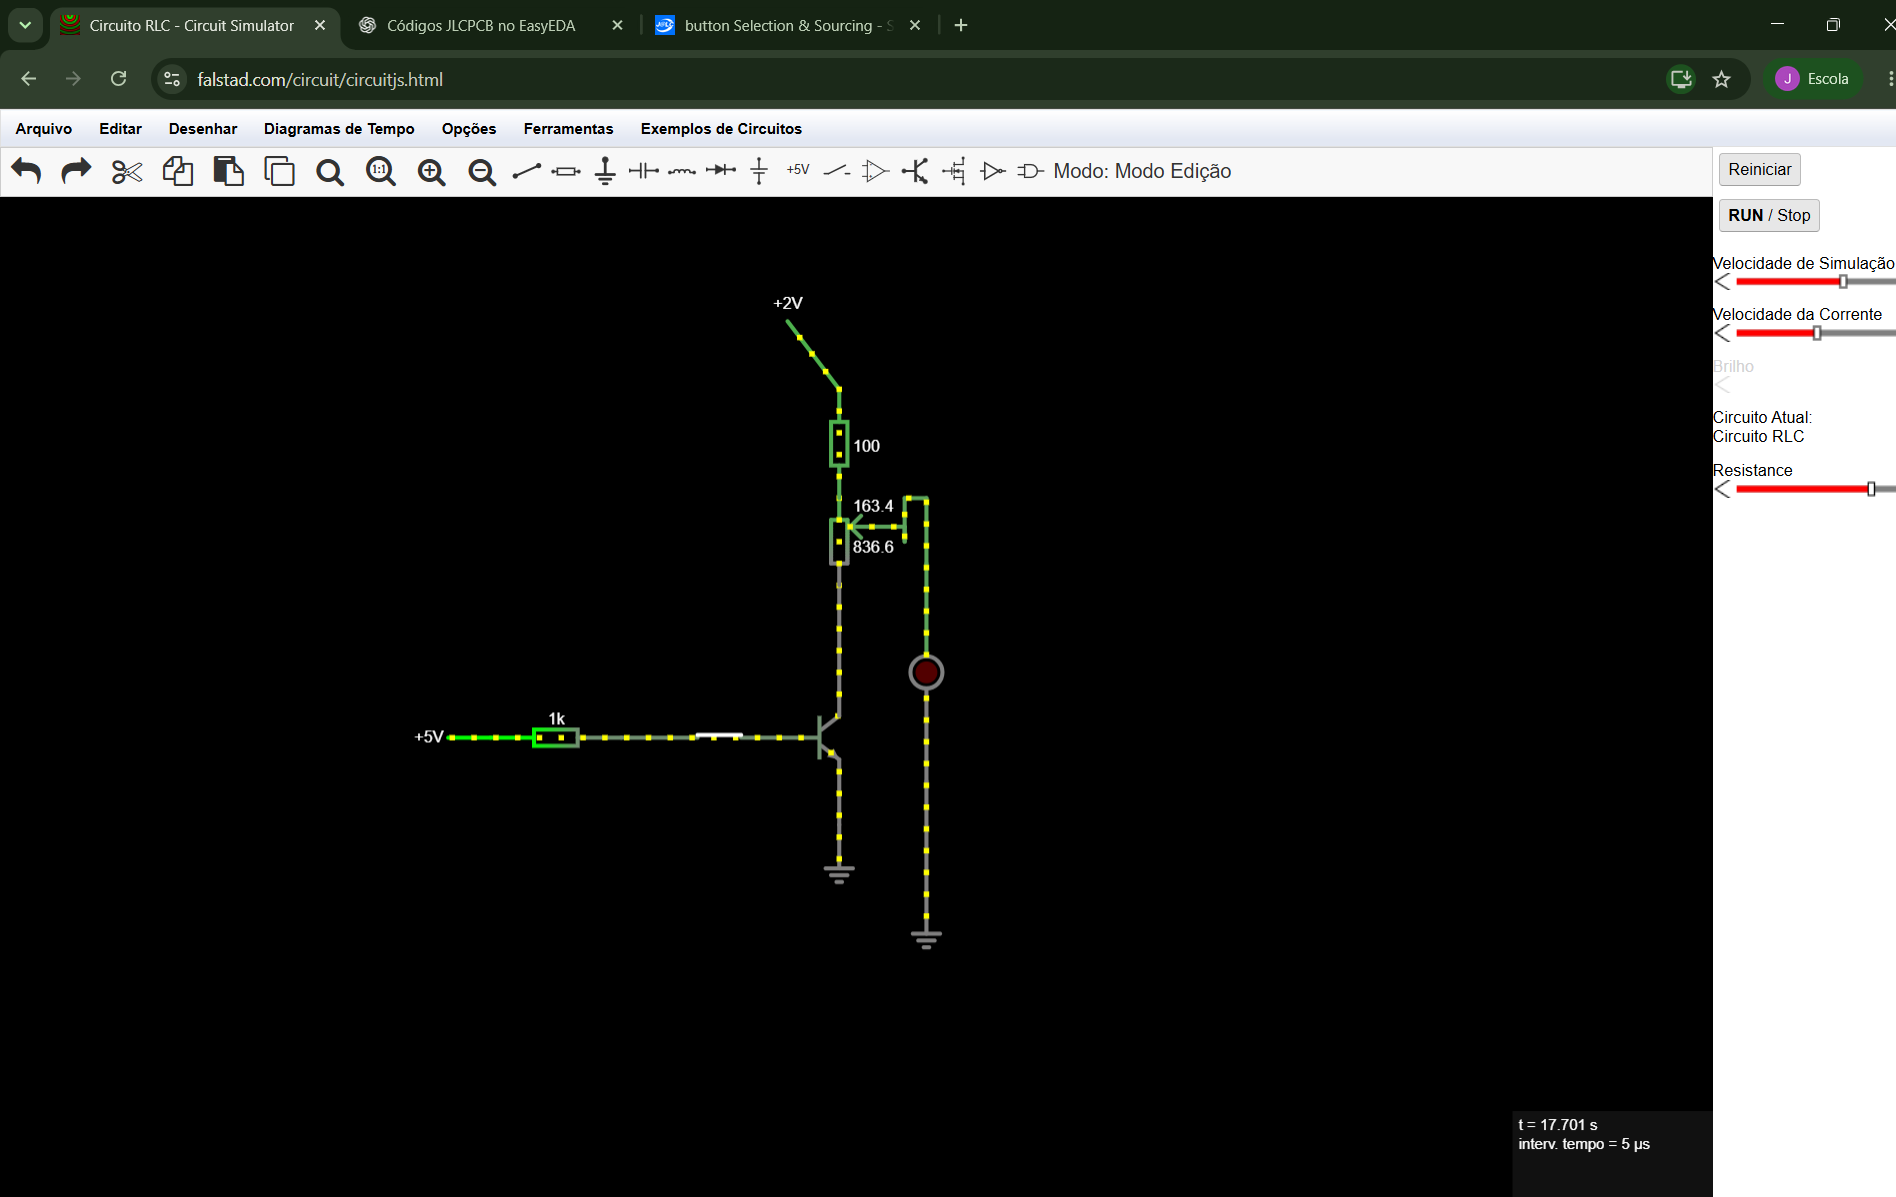 Circuito RLC - Circuit Simulator
Códigos JLCPCB no EasyEDA
button Selection & Sourcing - S
falstad.com/circuit/circuitjs.html
J Escola
Arquivo Editar Desenhar Diagramas de Tempo Opções Ferramentas Exemplos de Circuitos
1:1 +5V Modo: Modo Edição
Reiniciar
RUN / Stop
Velocidade de Simulação
Velocidade da Corrente
Brilho
Circuito Atual:
Circuito RLC
Resistance
+2V
100
163.4
836.6
1k
+5V
t = 17.701 s
interv. tempo = 5 µs